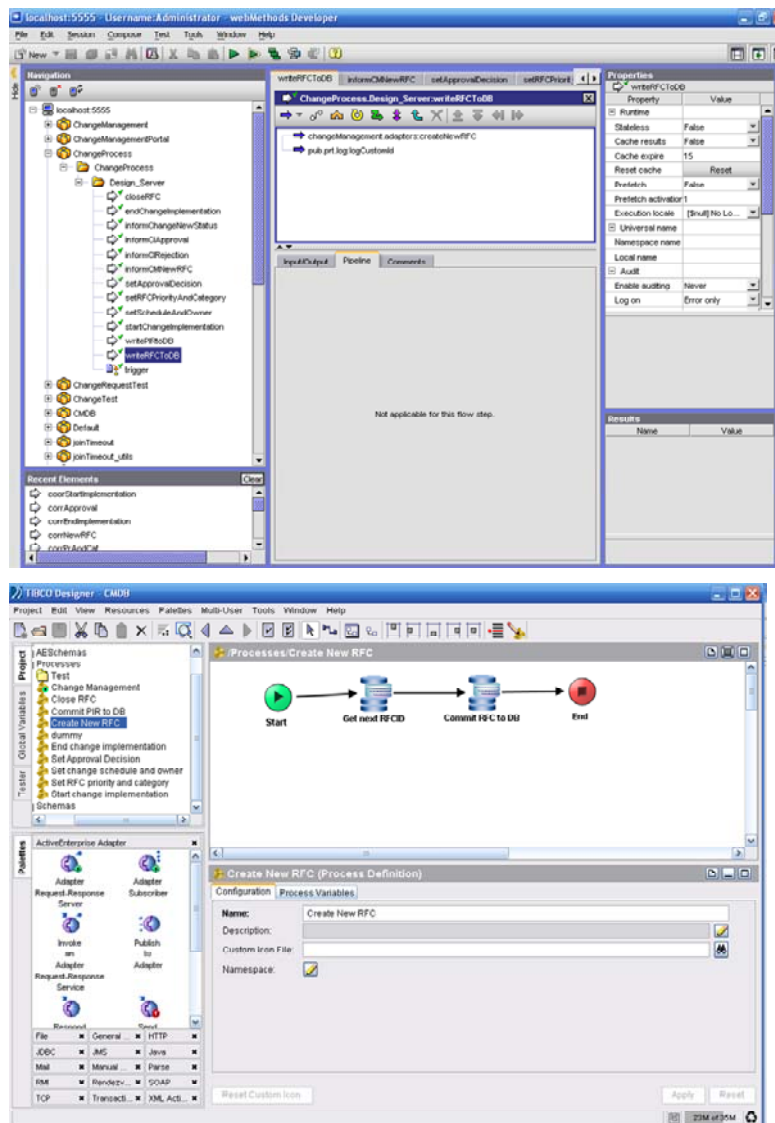 localhost:5555 - Username:Administrator - webMethods Developer
File Edit Session Compose Test Tools Window Help
New
Navigation
localhost:5555
ChangeManagement
ChangeManagementPortal
ChangeProcess
ChangeProcess
Design_Server
closeRFC
endChangeImplementation
informChangeNewStatus
informCIApproval
informCIRejection
informCMNewRFC
setApprovalDecision
setRFCPriorityAndCategory
setScheduleAndOwner
startChangeImplementation
writePIRtoDB
writeRFCToDB
trigger
ChangeRequestTest
ChangeTest
CMDB
Default
joinTimeout
joinTimeout_utils
Recent Elements Clear
coorStartImplementation
corrApproval
corrEndImplementation
corrNewRFC
corrPrAndCat
writeRFCToDB informCMNewRFC setApprovalDecision setRFCPriorit
ChangeProcess.Design_Server:writeRFCToDB
changeManagement.adapters:createNewRFC
pub.prt.log:logCustomId
Input/Output Pipeline Comments
Not applicable for this flow step.
Properties
writeRFCToDB
Property Value
Runtime
Stateless False
Cache results False
Cache expire 15
Reset cache Reset
Prefetch False
Prefetch activation 1
Execution locale [$null] No Lo...
Universal name
Namespace name
Local name
Audit
Enable auditing Never
Log on Error only
Results
Name Value
TIBCO Designer - CMDB
Project Edit View Resources Palettes Multi-User Tools Window Help
Project
Global Variables
Tester
AESchemas
Processes
Test
Change Management
Close RFC
Commit PIR to DB
Create New RFC
dummy
End change implementation
Set Approval Decision
Set change schedule and owner
Set RFC priority and category
Start change implementation
Schemas
/Processes/Create New RFC
Start Get next RFCID Commit RFC to DB End
Palettes
ActiveEnterprise Adapter
Adapter Request-Response Server
Adapter Subscriber
Invoke an Adapter Request-Response Service
Publish to Adapter
Respond Send
File General ... HTTP
JDBC JMS Java
Mail Manual ... Parse
RMI Rendezv... SOAP
TCP Transacti... XML Acti...
Create New RFC (Process Definition)
Configuration Process Variables
Name: Create New RFC
Description:
Custom Icon File:
Namespace:
Reset Custom Icon Apply Reset
23M of 35M